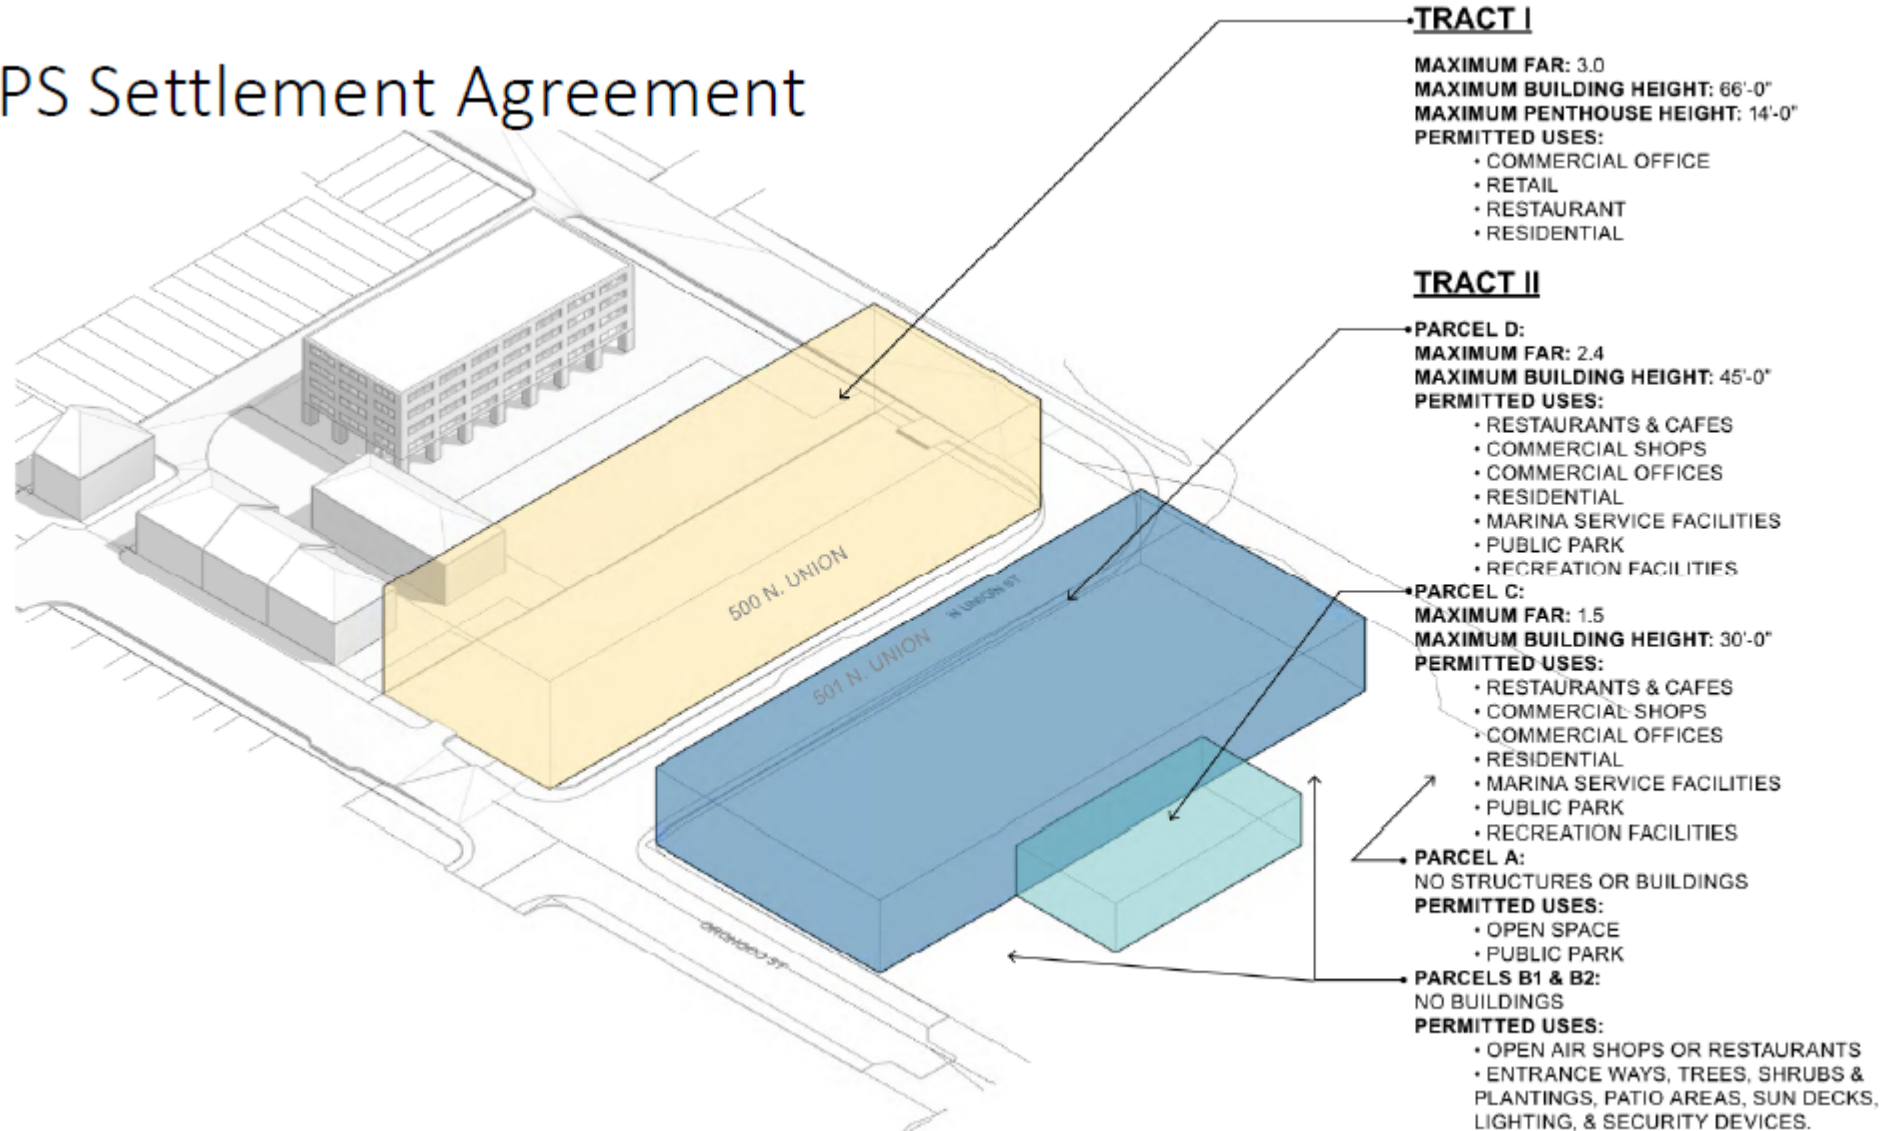 PS Settlement Agreement
TRACT I
MAXIMUM FAR: 3.0
MAXIMUM BUILDING HEIGHT: 66'-0"
MAXIMUM PENTHOUSE HEIGHT: 14'-0"
PERMITTED USES:
• COMMERCIAL OFFICE
• RETAIL
• RESTAURANT
• RESIDENTIAL
TRACT II
PARCEL D:
MAXIMUM FAR: 2.4
MAXIMUM BUILDING HEIGHT: 45'-0"
PERMITTED USES:
• RESTAURANTS & CAFES
• COMMERCIAL SHOPS
• COMMERCIAL OFFICES
• RESIDENTIAL
• MARINA SERVICE FACILITIES
• PUBLIC PARK
• RECREATION FACILITIES
PARCEL C:
MAXIMUM FAR: 1.5
MAXIMUM BUILDING HEIGHT: 30'-0"
PERMITTED USES:
• RESTAURANTS & CAFES
• COMMERCIAL SHOPS
• COMMERCIAL OFFICES
• RESIDENTIAL
• MARINA SERVICE FACILITIES
• PUBLIC PARK
• RECREATION FACILITIES
PARCEL A:
NO STRUCTURES OR BUILDINGS
PERMITTED USES:
• OPEN SPACE
• PUBLIC PARK
PARCELS B1 & B2:
NO BUILDINGS
PERMITTED USES:
• OPEN AIR SHOPS OR RESTAURANTS
• ENTRANCE WAYS, TREES, SHRUBS &
PLANTINGS, PATIO AREAS, SUN DECKS,
LIGHTING, & SECURITY DEVICES.
500 N. UNION
N UNION ST
501 N. UNION
ORONOCO ST